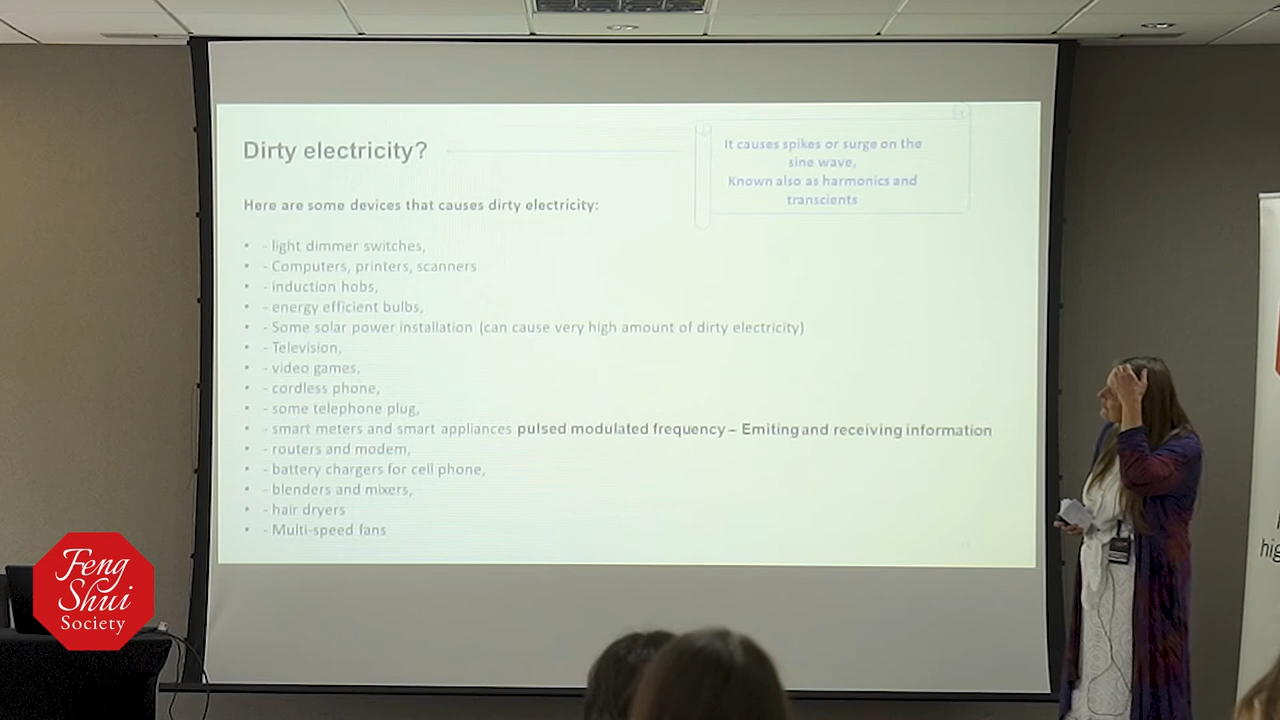 Dirty electricity?
It causes spikes or surge on the
sine wave,
Known also as harmonics and
transcients
Here are some devices that causes dirty electricity:
• - light dimmer switches,
• - Computers, printers, scanners
• - induction hobs,
• - energy efficient bulbs,
• - Some solar power installation (can cause very high amount of dirty electricity)
• - Television,
• - video games,
• - cordless phone,
• - some telephone plug,
• - smart meters and smart appliances pulsed modulated frequency – Emiting and receiving information
• - routers and modem,
• - battery chargers for cell phone,
• - blenders and mixers,
• - hair dryers
• - Multi-speed fans
Feng
Shui
Society